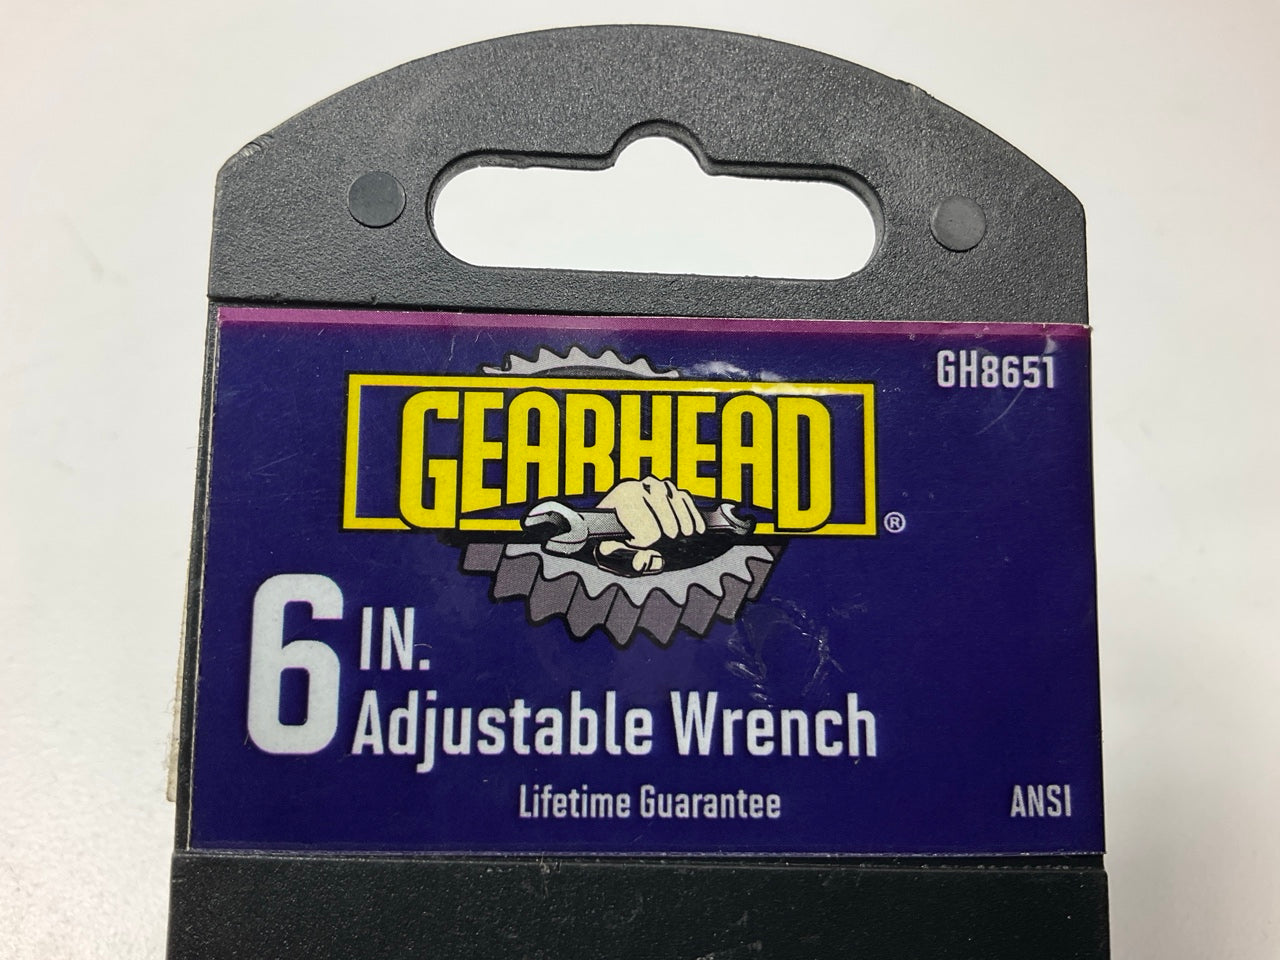 GH8651
GEARHEAD
®
6 IN.
Adjustable Wrench
Lifetime Guarantee
ANSI